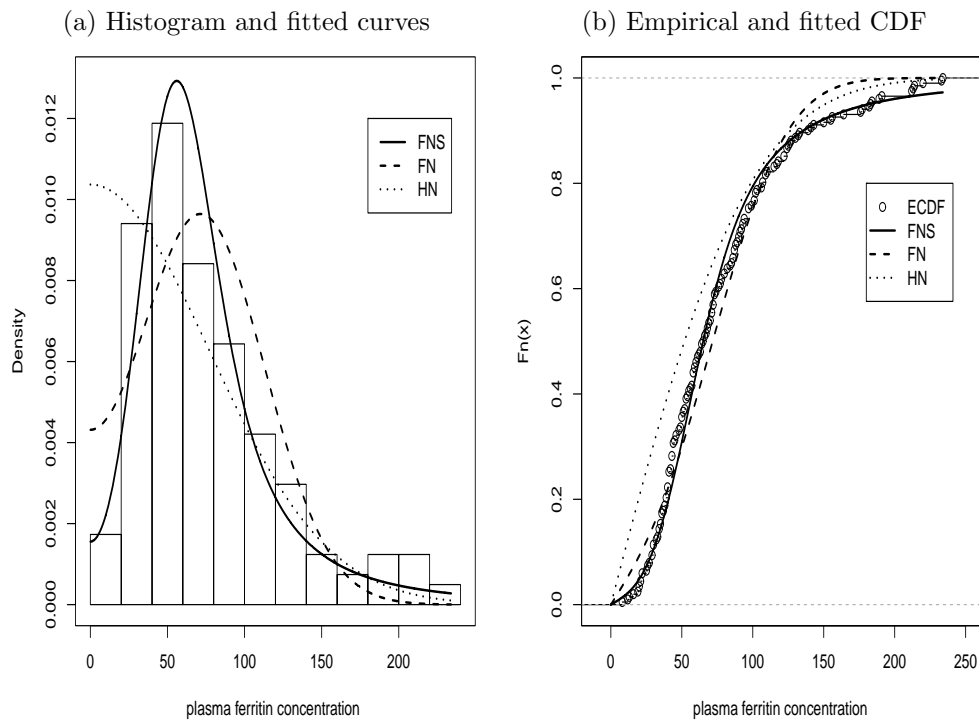 (a) Histogram and fitted curves
Density
0.012
0.010
0.008
0.006
0.004
0.002
0.000
FNS
FN
HN
0 50 100 150 200
plasma ferritin concentration
(b) Empirical and fitted CDF
Fn(x)
1.0
0.8
0.6
0.4
0.2
0.0
ECDF
FNS
FN
HN
0 50 100 150 200 250
plasma ferritin concentration